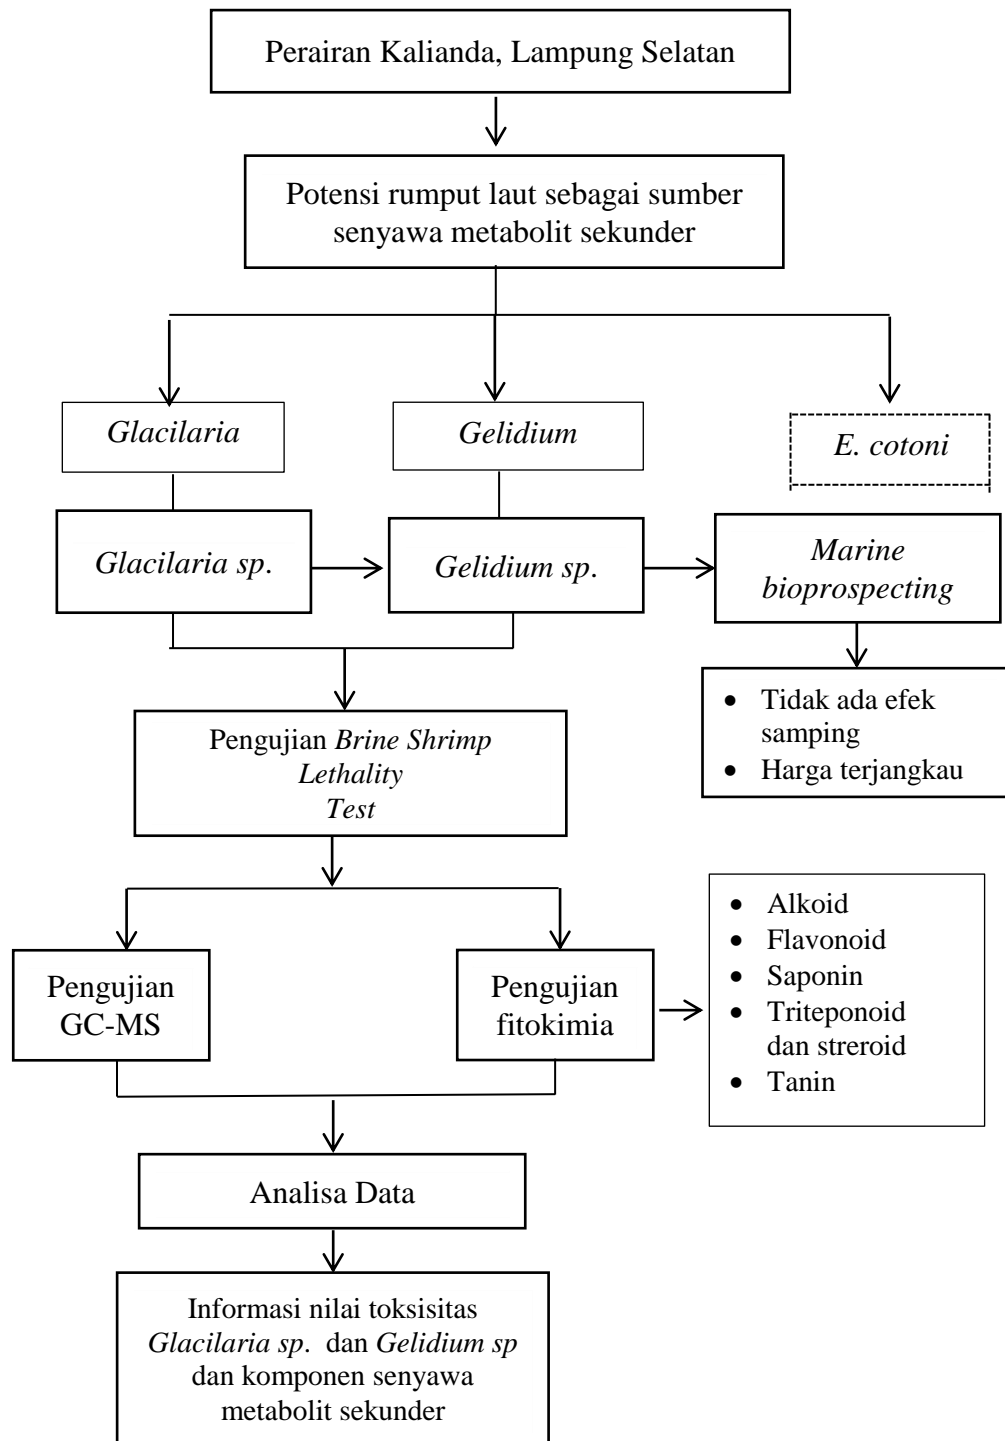 Perairan Kalianda, Lampung Selatan
Potensi rumput laut sebagai sumber
senyawa metabolit sekunder
Glacilaria
Gelidium
E. cotoni
Glacilaria sp.
Gelidium sp.
Marine
bioprospecting
• Tidak ada efek
samping
• Harga terjangkau
Pengujian Brine Shrimp
Lethality
Test
Pengujian
GC-MS
Pengujian
fitokimia
• Alkoid
• Flavonoid
• Saponin
• Triteponoid
dan streroid
• Tanin
Analisa Data
Informasi nilai toksisitas
Glacilaria sp. dan Gelidium sp
dan komponen senyawa
metabolit sekunder